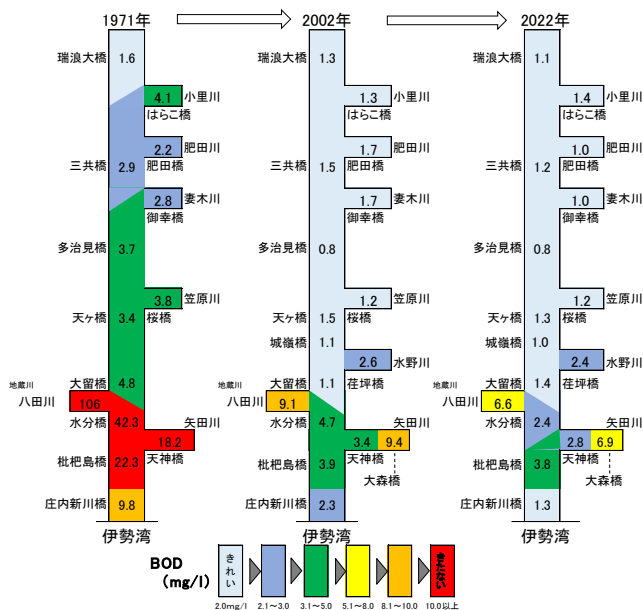 1971年 2002年 2022年
瑞浪大橋 1.6 瑞浪大橋 1.3 瑞浪大橋 1.1
4.1 小里川 1.3 小里川 1.4 小里川
はらこ橋 はらこ橋 はらこ橋
2.2 肥田川 1.7 肥田川 1.0 肥田川
三共橋 2.9 肥田橋 三共橋 1.5 肥田橋 三共橋 1.2 肥田橋
2.8 妻木川 1.7 妻木川 1.0 妻木川
御幸橋 御幸橋 御幸橋
多治見橋 3.7 多治見橋 0.8 多治見橋 0.8
3.8 笠原川 1.2 笠原川 1.2 笠原川
天ヶ橋 3.4 桜橋 天ヶ橋 1.5 桜橋 天ヶ橋 1.3 桜橋
城嶺橋 1.1 城嶺橋 1.0
2.6 水野川 2.4 水野川
地蔵川 大留橋 4.8 地蔵川 大留橋 1.1 荏坪橋 地蔵川 大留橋 1.4 荏坪橋
八田川 106 八田川 9.1 八田川 6.6
水分橋 42.3 矢田川 水分橋 4.7 矢田川 水分橋 2.4 矢田川
18.2 3.4 9.4 2.8 6.9
天神橋 天神橋 天神橋
枇杷島橋 22.3 枇杷島橋 3.9 大森橋 枇杷島橋 3.8 大森橋
庄内新川橋 9.8 庄内新川橋 2.3 庄内新川橋 1.3
伊勢湾 伊勢湾 伊勢湾
BOD
(mg/l)
きれい
2.0mg/l 2.1～3.0 3.1～5.0 5.1～8.0 8.1～10.0 10.0以上